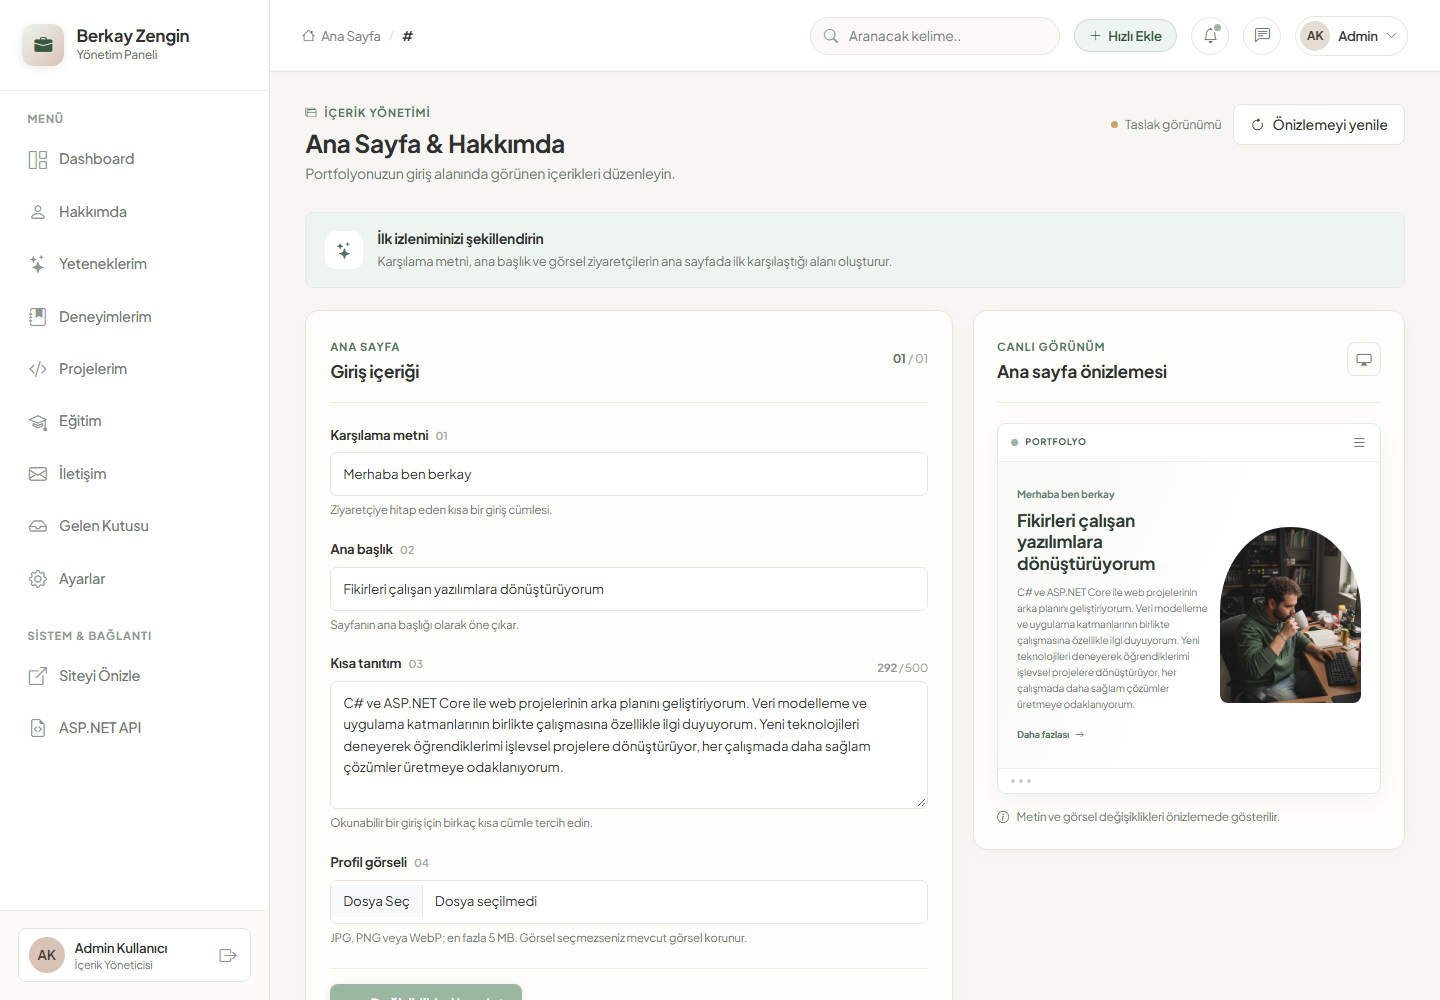 Berkay Zengin
Yönetim Paneli
MENÜ
Dashboard
Hakkımda
Yeteneklerim
Deneyimlerim
Projelerim
Eğitim
İletişim
Gelen Kutusu
Ayarlar
SİSTEM & BAĞLANTI
Siteyi Önizle
ASP.NET API
AK
Admin Kullanıcı
İçerik Yöneticisi
Ana Sayfa / #
Aranacak kelime..
Hızlı Ekle
AK Admin
İÇERİK YÖNETİMİ
Ana Sayfa & Hakkımda
Portfolyonuzun giriş alanında görünen içerikleri düzenleyin.
Taslak görünümü
Önizlemeyi yenile
İlk izleniminizi şekillendirin
Karşılama metni, ana başlık ve görsel ziyaretçilerin ana sayfada ilk karşılaştığı alanı oluşturur.
ANA SAYFA
Giriş içeriği
01 / 01
Karşılama metni 01
Merhaba ben berkay
Ziyaretçiye hitap eden kısa bir giriş cümlesi.
Ana başlık 02
Fikirleri çalışan yazılımlara dönüştürüyorum
Sayfanın ana başlığı olarak öne çıkar.
Kısa tanıtım 03
292 / 500
C# ve ASP.NET Core ile web projelerinin arka planını geliştiriyorum. Veri modelleme ve
uygulama katmanlarının birlikte çalışmasına özellikle ilgi duyuyorum. Yeni teknolojileri
deneyerek öğrendiklerimi işlevsel projelere dönüştürüyor, her çalışmada daha sağlam
çözümler üretmeye odaklanıyorum.
Okunabilir bir giriş için birkaç kısa cümle tercih edin.
Profil görseli 04
Dosya Seç Dosya seçilmedi
JPG, PNG veya WebP; en fazla 5 MB. Görsel seçmezseniz mevcut görsel korunur.
CANLI GÖRÜNÜM
Ana sayfa önizlemesi
PORTFOLYO
Merhaba ben berkay
Fikirleri çalışan
yazılımlara
dönüştürüyorum
C# ve ASP.NET Core ile web projelerinin
arka planını geliştiriyorum. Veri modelleme
ve uygulama katmanlarının birlikte
çalışmasına özellikle ilgi duyuyorum. Yeni
teknolojileri deneyerek öğrendiklerimi
işlevsel projelere dönüştürüyor, her
çalışmada daha sağlam çözümler
üretmeye odaklanıyorum.
Daha fazlası
Metin ve görsel değişiklikleri önizlemede gösterilir.